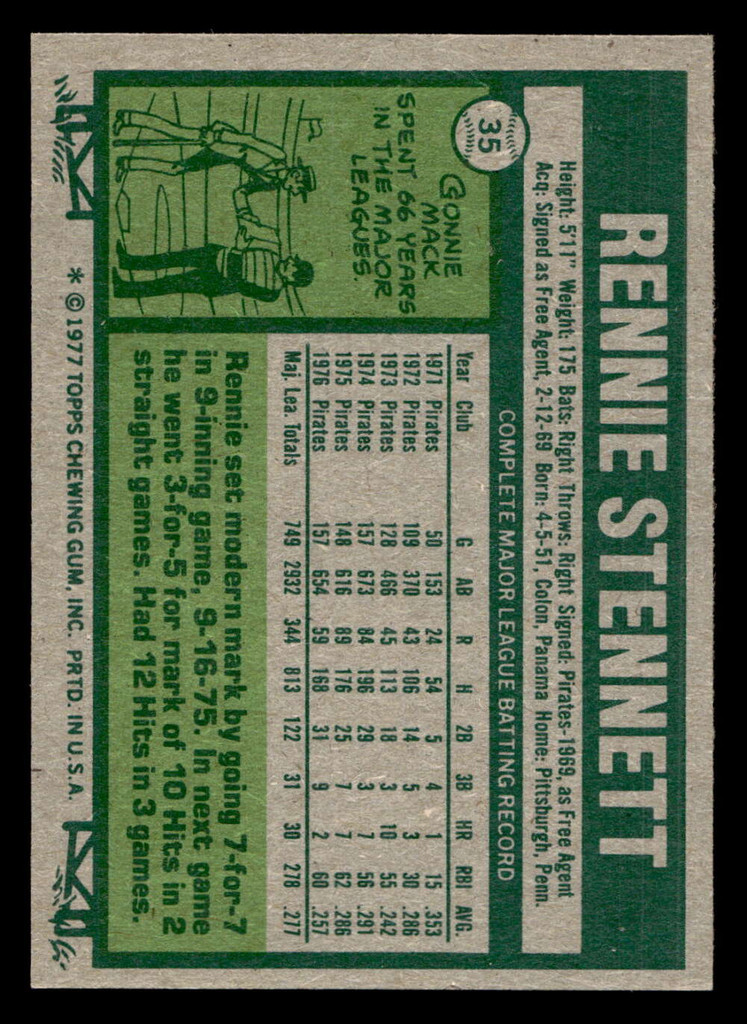 35
RENNIE STENNETT
Height: 5'11" Weight: 175 Bats: Right Throws: Right Signed: Pirates-1969, as Free Agent
Acq: Signed as Free Agent, 2-12-69 Born: 4-5-51, Colon, Panama Home: Pittsburgh, Penn.
CONNIE
MACK
SPENT 66 YEARS
IN THE MAJOR
LEAGUES.
COMPLETE MAJOR LEAGUE BATTING RECORD
Year Club G AB R H 2B 3B HR RBI AVG.
1971 Pirates 50 153 24 54 5 4 1 15 .353
1972 Pirates 109 370 43 106 14 5 3 30 .286
1973 Pirates 128 466 45 113 18 3 10 55 .242
1974 Pirates 157 673 84 196 29 3 7 56 .291
1975 Pirates 148 616 89 176 25 7 7 62 .286
1976 Pirates 157 654 59 168 31 9 2 60 .257
Maj. Lea. Totals 749 2932 344 813 122 31 30 278 .277
Rennie set modern mark by going 7-for-7
in 9-inning game, 9-16-75. In next game
he went 3-for-5 for mark of 10 Hits in 2
straight games. Had 12 Hits in 3 games.
* © 1977 TOPPS CHEWING GUM, INC. PRTD. IN U.S.A.